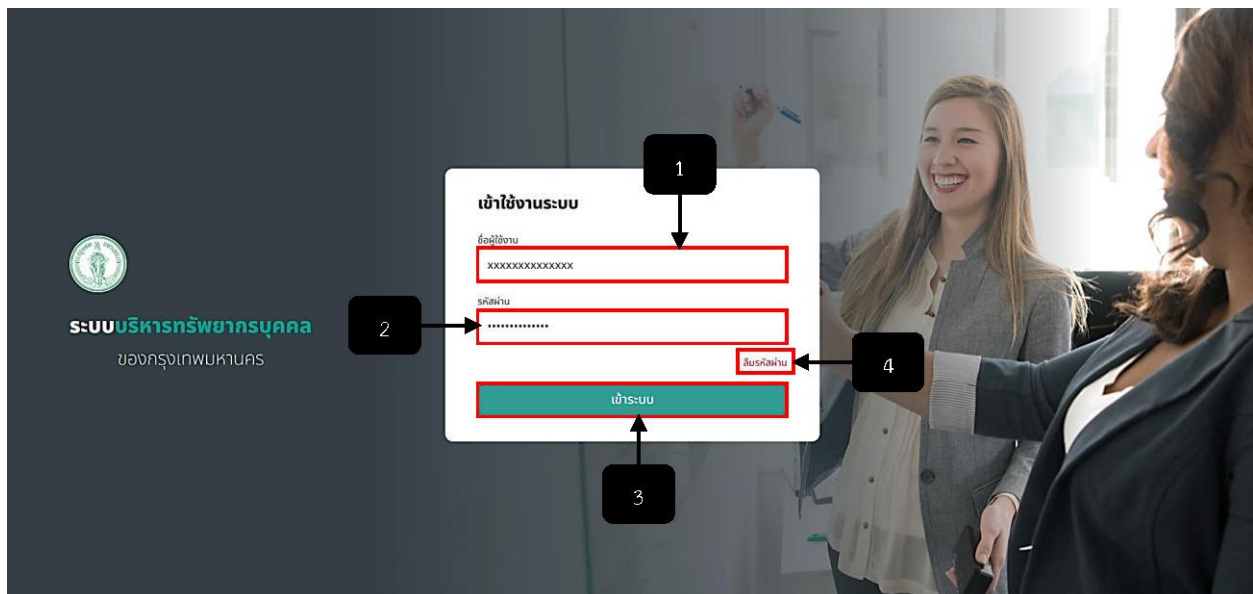 1
เข้าใช้งานระบบ
ชื่อผู้ใช้งาน
xxxxxxxxxxxxxx
รหัสผ่าน
2
••••••••••••••
ระบบบริหารทรัพยากรบุคคล
ของกรุงเทพมหานคร
ลืมรหัสผ่าน
4
เข้าระบบ
3